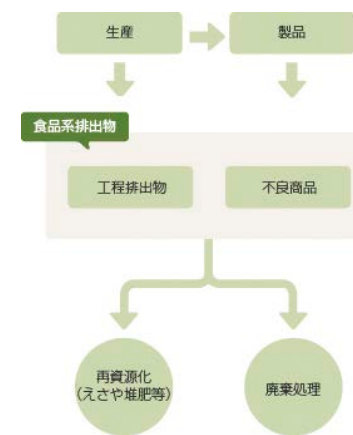 生産
製品
食品系排出物
工程排出物
不良商品
再資源化
(えさや堆肥等)
廃棄処理